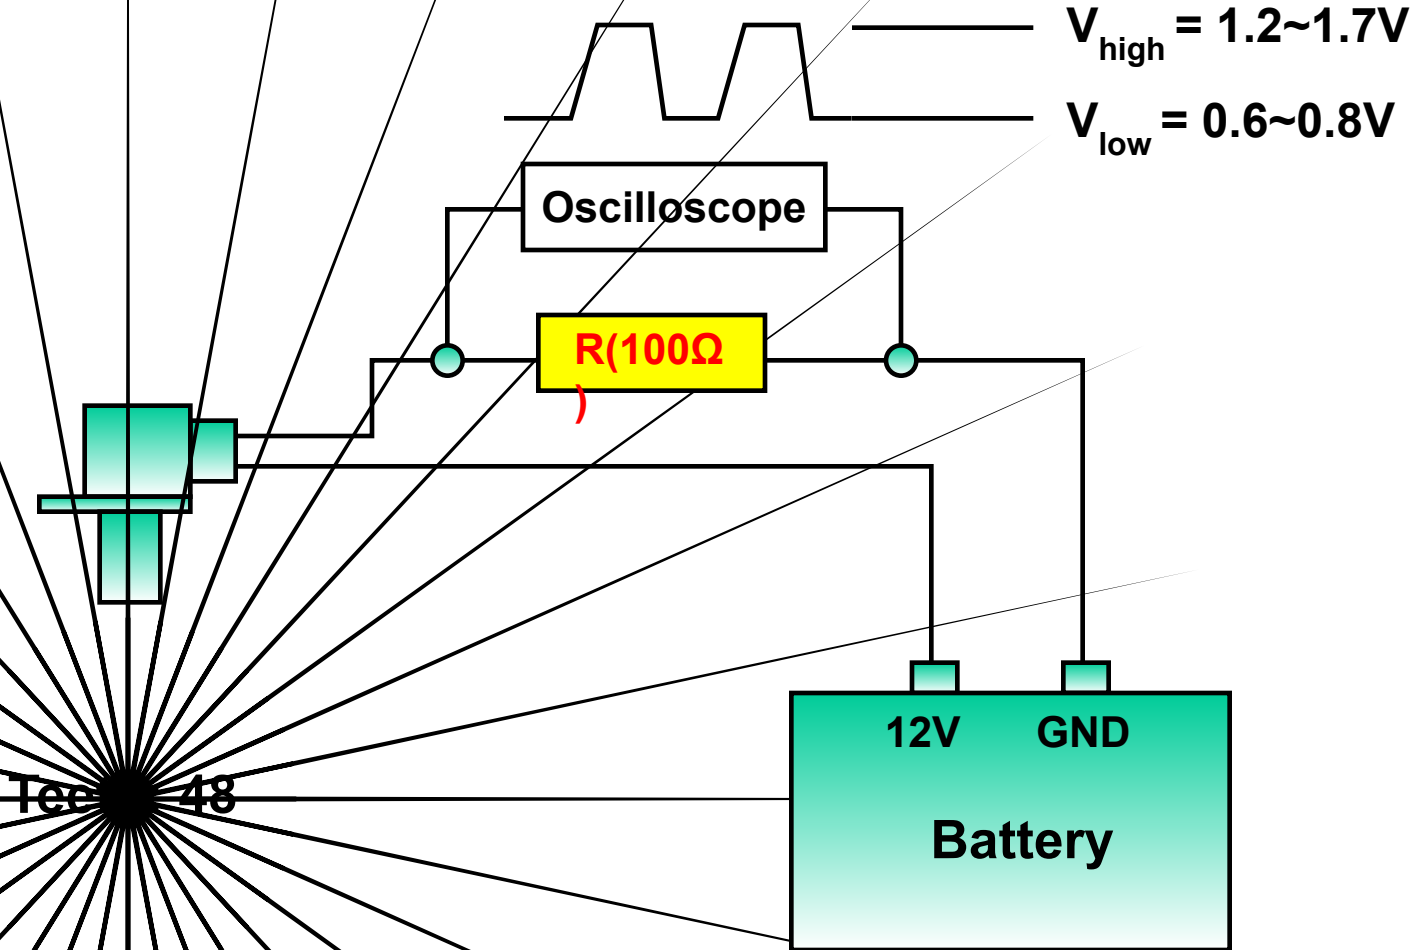 Vhigh = 1.2~1.7V
Vlow = 0.6~0.8V
Oscilloscope
R(100Ω
)
12V GND
Battery
48